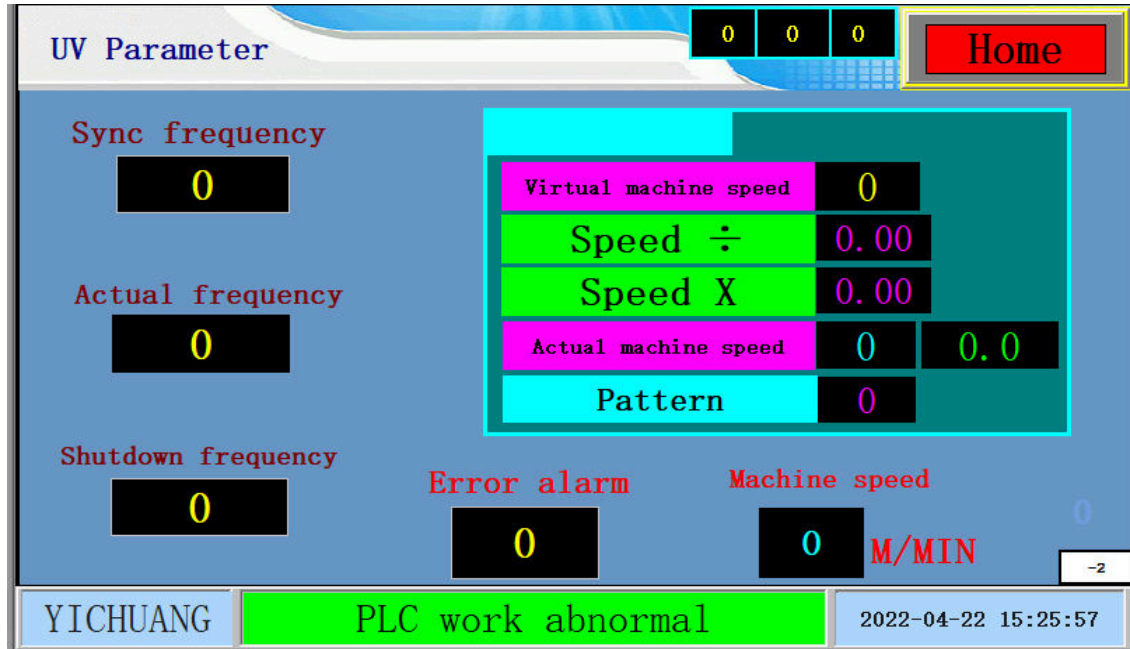 UV Parameter
0 0 0
Home
Sync frequency
0
Virtual machine speed 0
Speed ÷ 0.00
Speed X 0.00
Actual frequency
0
Actual machine speed 0 0.0
Pattern 0
Shutdown frequency
0
Error alarm
0
Machine speed
0 M/MIN
0
-2
YICHUANG
PLC work abnormal
2022-04-22 15:25:57